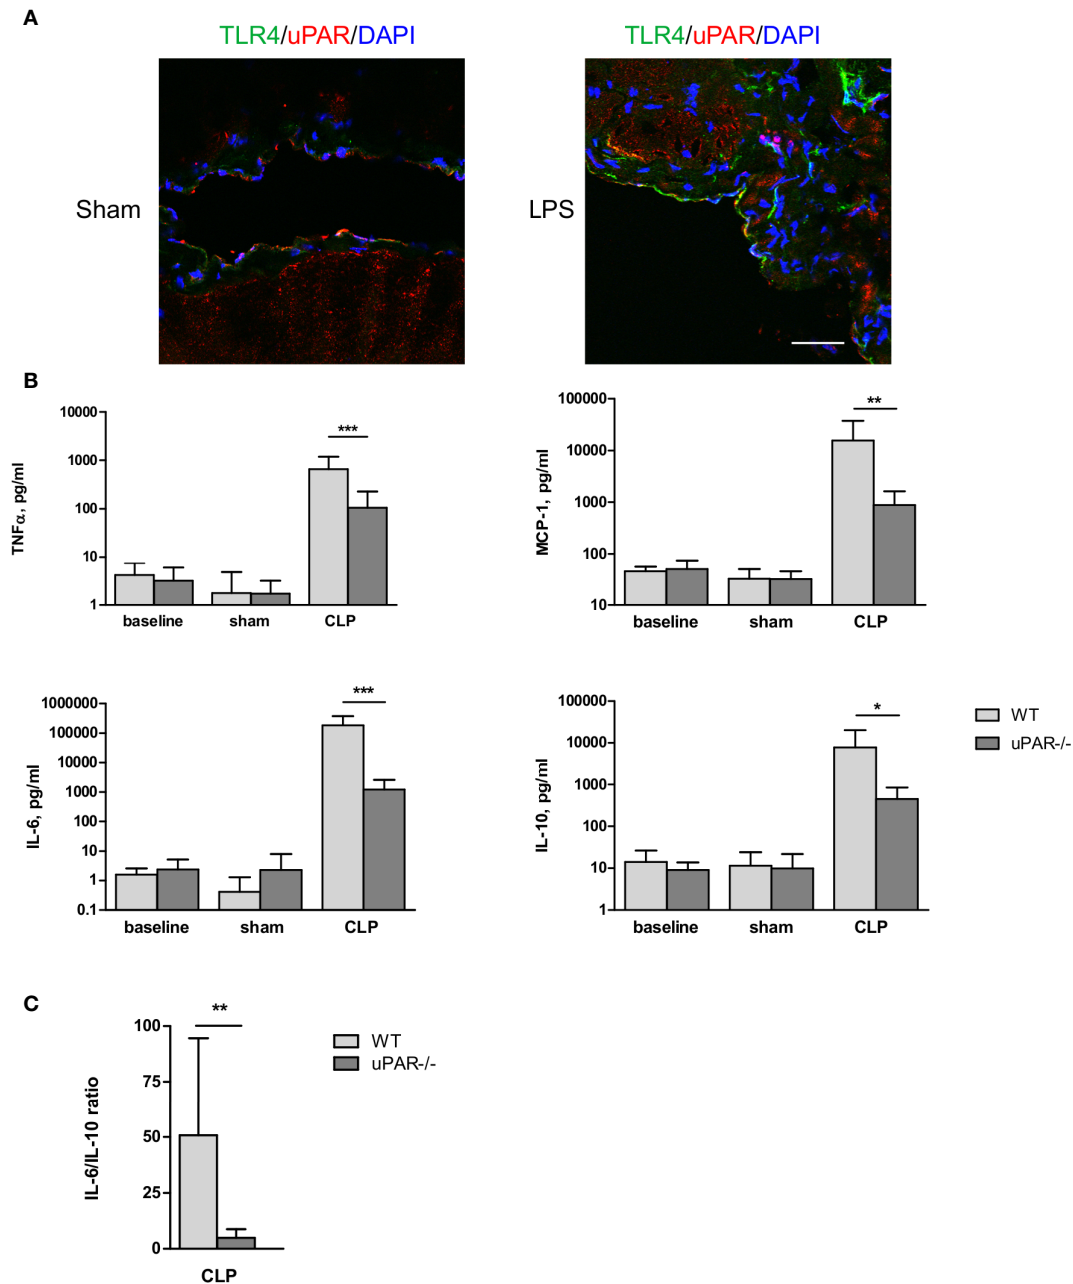 A
TLR4/uPAR/DAPI
TLR4/uPAR/DAPI
Sham
LPS
B
TNFα, pg/ml
10000
1000
100
10
1
***
baseline
sham
CLP
MCP-1, pg/ml
100000
10000
1000
100
10
**
baseline
sham
CLP
IL-6, pg/ml
1000000
100000
10000
1000
100
10
1
0.1
***
baseline
sham
CLP
IL-10, pg/ml
100000
10000
1000
100
10
1
*
baseline
sham
CLP
WT
uPAR-/-
C
IL-6/IL-10 ratio
100
75
50
25
0
**
CLP
WT
uPAR-/-